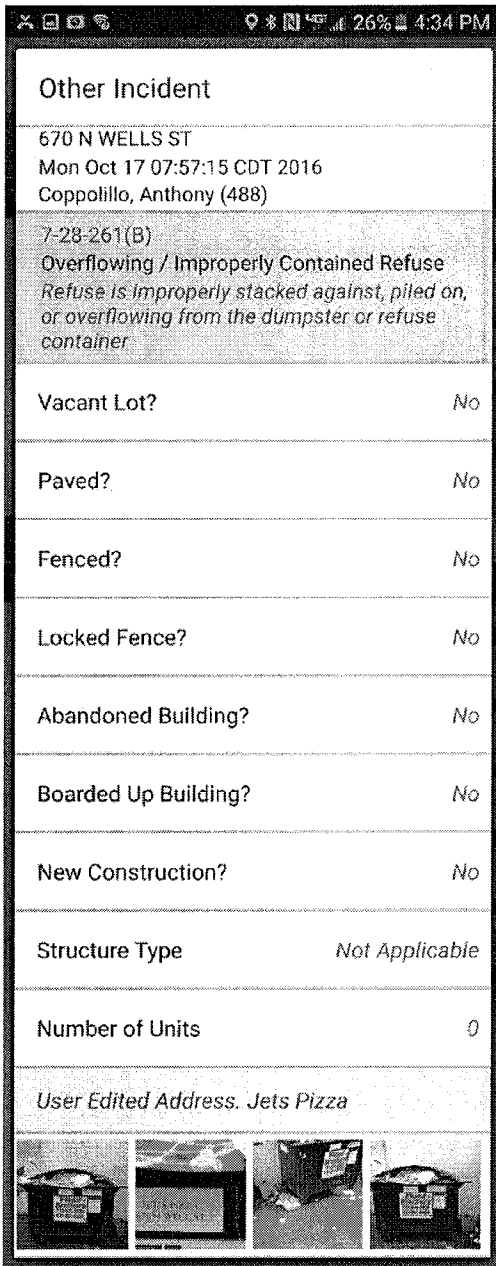 26% 4:34 PM
Other Incident
670 N WELLS ST
Mon Oct 17 07:57:15 CDT 2016
Coppolillo, Anthony (488)
7-28-261(B)
Overflowing / Improperly Contained Refuse
Refuse is improperly stacked against, piled on,
or overflowing from the dumpster or refuse
container
Vacant Lot? No
Paved? No
Fenced? No
Locked Fence? No
Abandoned Building? No
Boarded Up Building? No
New Construction? No
Structure Type Not Applicable
Number of Units 0
User Edited Address. Jets Pizza